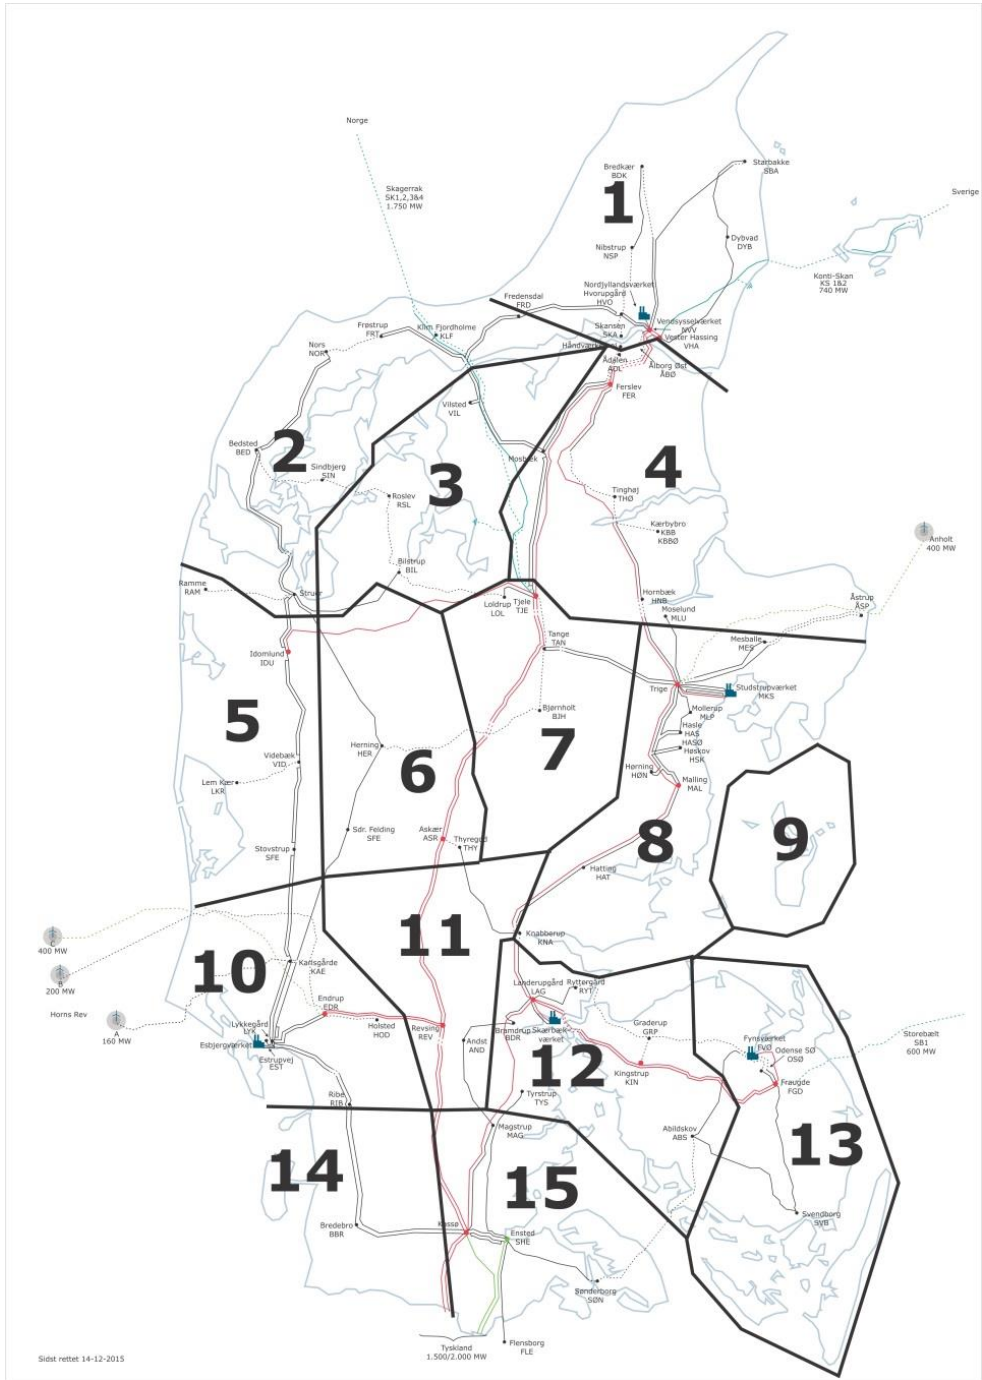 Norge
Skagerrak
SK1,2,3&4
1.750 MW
Bredkær
BDK
Starbakke
SBA
1
Sverige
Nibstrup
NSP
Dybvad
DYB
Konti-Skan
KS 1&2
740 MW
Nordjyllandsværket
Hvorupgård
HVO
Fredensdal
FRD
Frøstrup
FRT
Klim Fjordholme
KLF
Skansen
SKA
Vendsysselværket
NVV
Vester Hassing
VHA
Nors
NOR
Ådalen
ADL
Ålborg Øst
ÅBØ
Ferslev
FER
Vilsted
VIL
2
Bedsted
BED
Mosbæk
Sindbjerg
SIN
3
4
Roslev
RSL
Tinghøj
THØ
Kærbybro
KBB
KBBØ
Anholt
400 MW
Bilstrup
BIL
Ramme
RAM
Struer
Loldrup
LOL
Tjele
TJE
Hornbæk
HNB
Moselund
MLU
Åstrup
ÅSP
Idomlund
IDU
Tange
TAN
Mesballe
MES
Trige
Studstrupværket
MKS
5
Bjørnholt
BJH
Mollerup
MLP
Hasle
HAS
HASØ
Høskov
HSK
Herning
HER
6
7
Videbæk
VID
Lem Kær
LKR
Hørning
HØN
Malling
MAL
Askær
ASR
Thyregod
THY
Sdr. Felding
SFE
8
9
Stovstrup
SFE
Hatting
HAT
C
400 MW
10
11
Knabberup
KNA
Karlsgårde
KAE
B
200 MW
Landerupgård
LAG
Ryttergård
RYT
Horns Rev
A
160 MW
Endrup
EDR
Holsted
HOD
Lykkegård
LYK
Esbjergværket
Estrupvej
EST
Revsing
REV
Andst
AND
Bramdrup
BDR
Skærbæk-
værket
Graderup
GRP
Storebælt
SB1
600 MW
Fynsværket
FVØ
Odense SØ
OSØ
12
Kingstrup
KIN
Fraugde
FGD
Ribe
RIB
Tyrstrup
TYS
Magstrup
MAG
Abildskov
ABS
13
14
15
Svendborg
SVB
Bredebro
BBR
Kassø
Ensted
SHE
Sønderborg
SØN
Tyskland
1.500/2.000 MW
Flensborg
FLE
Sidst rettet 14-12-2015